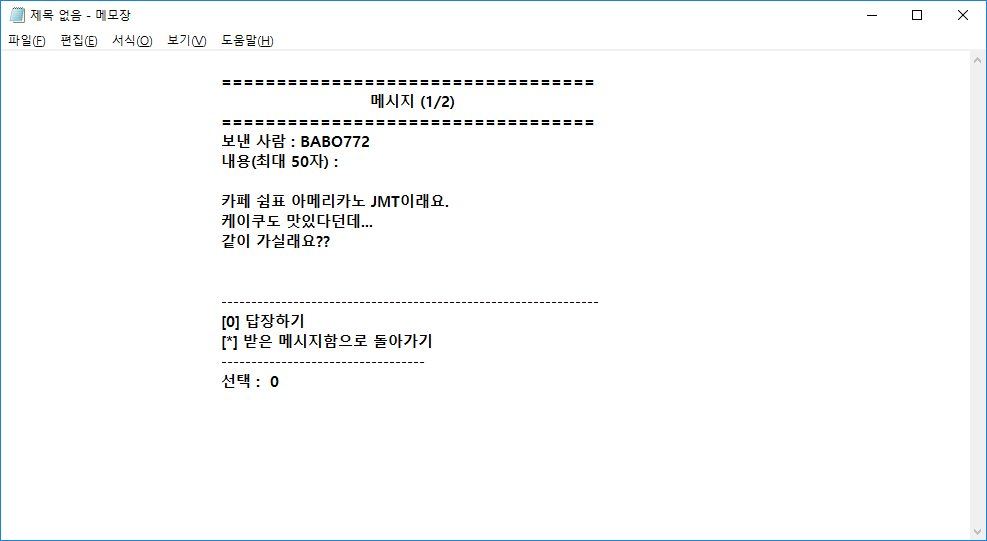 제목 없음 - 메모장
파일(F) 편집(E) 서식(O) 보기(V) 도움말(H)
==================================
메시지 (1/2)
==================================
보낸 사람 : BABO772
내용(최대 50자) :
카페 쉼표 아메리카노 JMT이래요.
케이쿠도 맛있다던데...
같이 가실래요??
---------------------------------------------------------------
[0] 답장하기
[*] 받은 메시지함으로 돌아가기
----------------------------------
선택 : 0